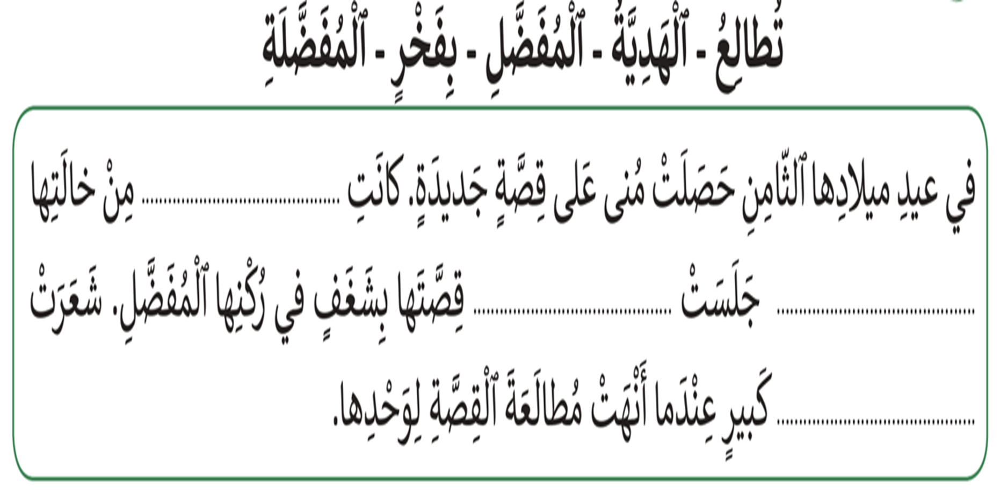 تُطالِعُ - ٱلْهَدِيَّةُ - ٱلْمُفَضَّلِ - بِفَخْرٍ - ٱلْمُفَضَّلَةِ
في عيدِ ميلادِها ٱلثّامِنِ حَصَلَتْ مُنى عَلى قِصَّةٍ جَديدَةٍ. كانَتِ ........................................ مِنْ خالَتِها
........................................ جَلَسَتْ ........................................ قِصَّتَها بِشَغَفٍ في رُكْنِها ٱلْمُفَضَّلِ. شَعَرَتْ
........................................ كَبيرٍ عِنْدَما أَنْهَتْ مُطالَعَةَ ٱلْقِصَّةِ لِوَحْدِها.